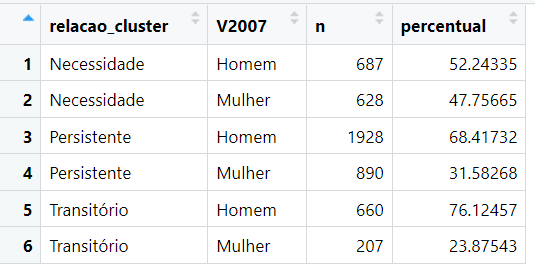 relacao_cluster V2007 n percentual
1 Necessidade Homem 687 52.24335
2 Necessidade Mulher 628 47.75665
3 Persistente Homem 1928 68.41732
4 Persistente Mulher 890 31.58268
5 Transitório Homem 660 76.12457
6 Transitório Mulher 207 23.87543